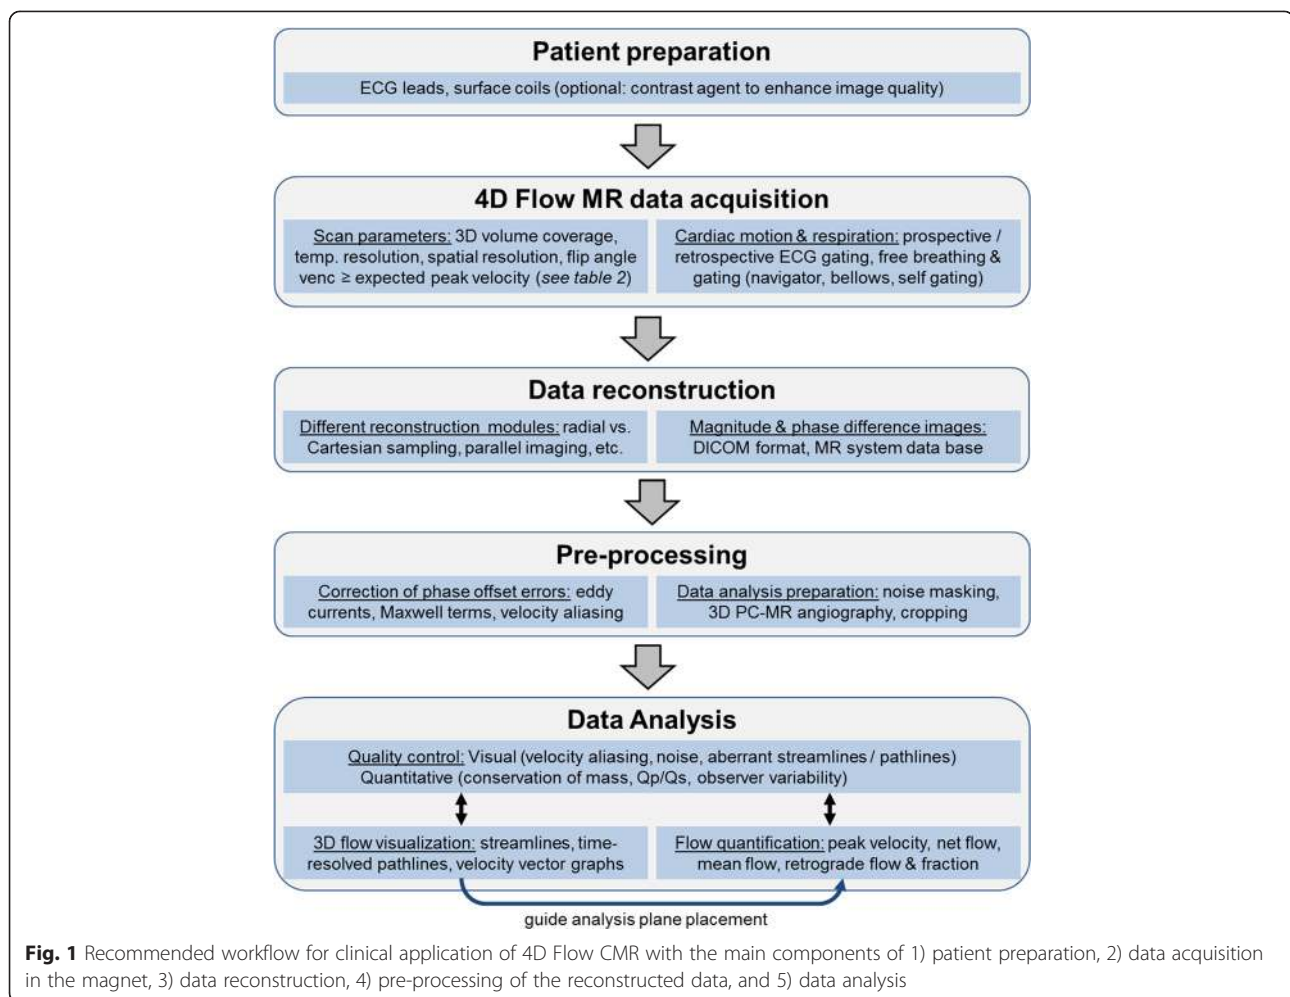 Patient preparation
ECG leads, surface coils (optional: contrast agent to enhance image quality)
4D Flow MR data acquisition
Scan parameters: 3D volume coverage,
temp. resolution, spatial resolution, flip angle
venc ≥ expected peak velocity (see table 2)
Cardiac motion & respiration: prospective /
retrospective ECG gating, free breathing &
gating (navigator, bellows, self gating)
Data reconstruction
Different reconstruction modules: radial vs.
Cartesian sampling, parallel imaging, etc.
Magnitude & phase difference images:
DICOM format, MR system data base
Pre-processing
Correction of phase offset errors: eddy
currents, Maxwell terms, velocity aliasing
Data analysis preparation: noise masking,
3D PC-MR angiography, cropping
Data Analysis
Quality control: Visual (velocity aliasing, noise, aberrant streamlines / pathlines)
Quantitative (conservation of mass, Qp/Qs, observer variability)
3D flow visualization: streamlines, time-
resolved pathlines, velocity vector graphs
Flow quantification: peak velocity, net flow,
mean flow, retrograde flow & fraction
guide analysis plane placement
Fig. 1 Recommended workflow for clinical application of 4D Flow CMR with the main components of 1) patient preparation, 2) data acquisition
in the magnet, 3) data reconstruction, 4) pre-processing of the reconstructed data, and 5) data analysis